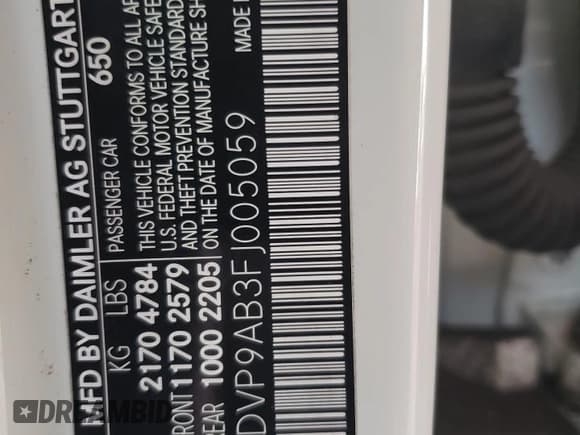 MFD BY DAIMLER AG STUTTGART
650
KG LBS PASSENGER CAR
2170 4784 THIS VEHICLE CONFORMS TO ALL
FRONT 1170 2579 U.S. FEDERAL MOTOR VEHICLE SAFE
REAR 1000 2205 AND THEFT PREVENTION STANDARD
ON THE DATE OF MANUFACTURE SH
DVP9AB3FJ005059
MADE
DREAMBID